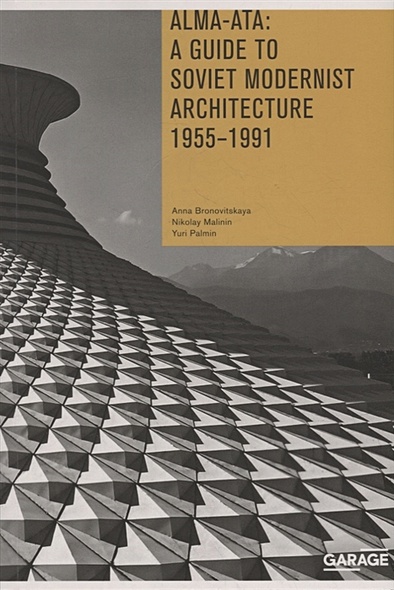 ALMA-ATA:
A GUIDE TO
SOVIET MODERNIST
ARCHITECTURE
1955–1991
Anna Bronovitskaya
Nikolay Malinin
Yuri Palmin
GARAGE